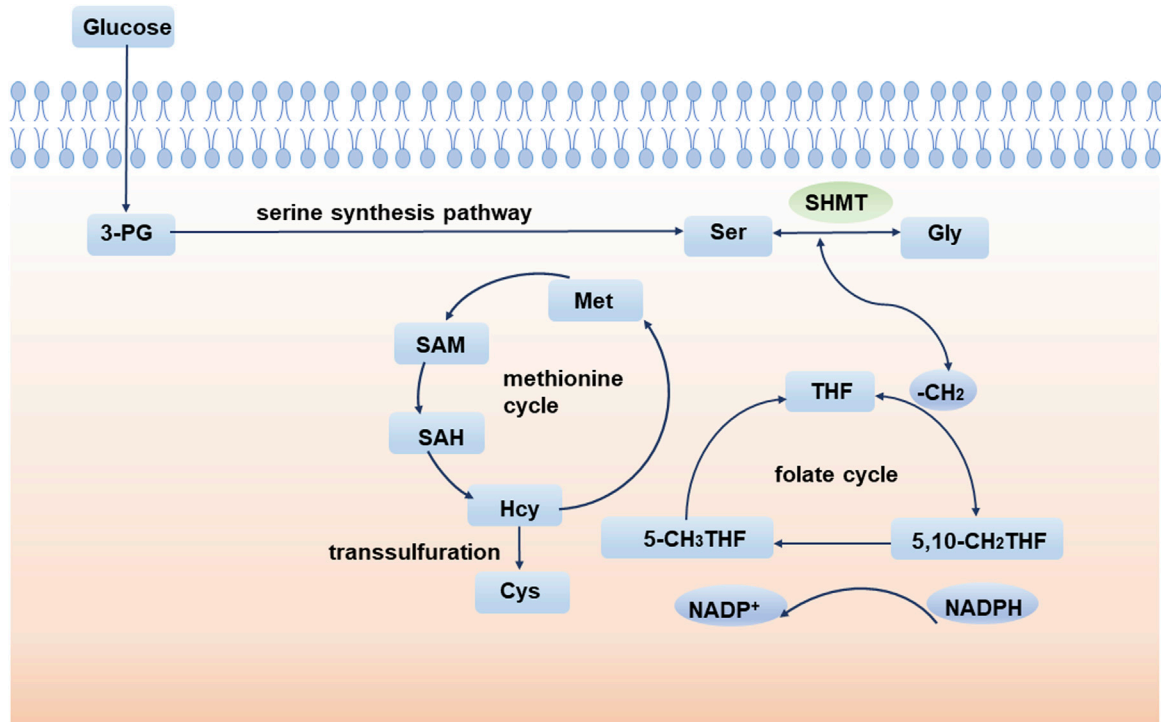 Glucose
SHMT
serine synthesis pathway
3-PG
Ser
Gly
Met
SAM
methionine
cycle
THF
-CH₂
SAH
folate cycle
Hcy
5-CH₃THF
5,10-CH₂THF
transsulfuration
Cys
NADP⁺
NADPH